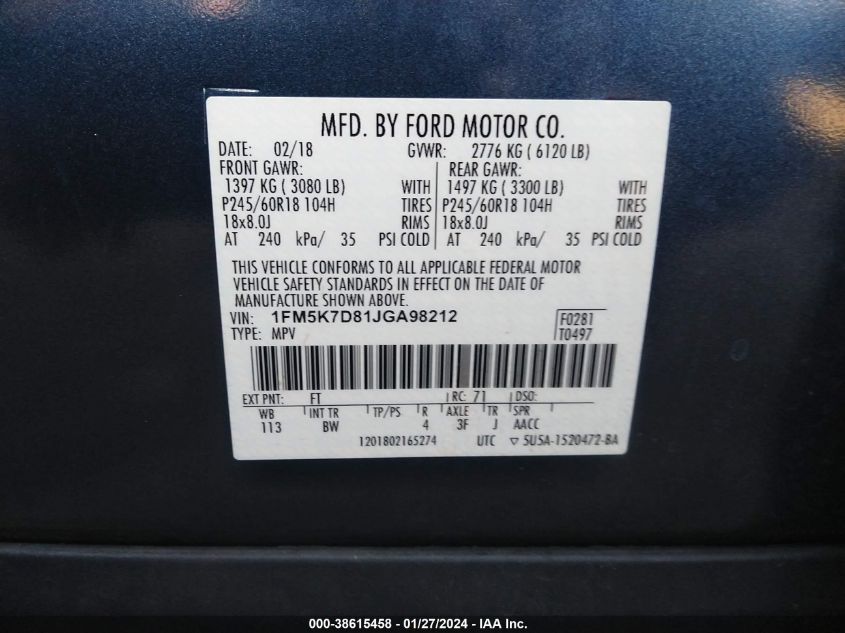 MFD. BY FORD MOTOR CO.
DATE: 02/18 GVWR: 2776 KG ( 6120 LB)
FRONT GAWR: REAR GAWR:
1397 KG ( 3080 LB) WITH 1497 KG ( 3300 LB) WITH
P245/60R18 104H TIRES P245/60R18 104H TIRES
18x8.0J RIMS 18x8.0J RIMS
AT 240 kPa/ 35 PSI COLD AT 240 kPa/ 35 PSI COLD
THIS VEHICLE CONFORMS TO ALL APPLICABLE FEDERAL MOTOR
VEHICLE SAFETY STANDARDS IN EFFECT ON THE DATE OF
MANUFACTURE SHOWN ABOVE.
VIN: 1FM5K7D81JGA98212 F0281
TYPE: MPV T0497
EXT PNT: FT RC: 71 DSO:
WB INT TR TP/PS R AXLE TR SPR
113 BW 4 3F J AACC
1201802165274 UTC ▽ 5U5A-1520472-BA
000-38615458 - 01/27/2024 - IAA Inc.